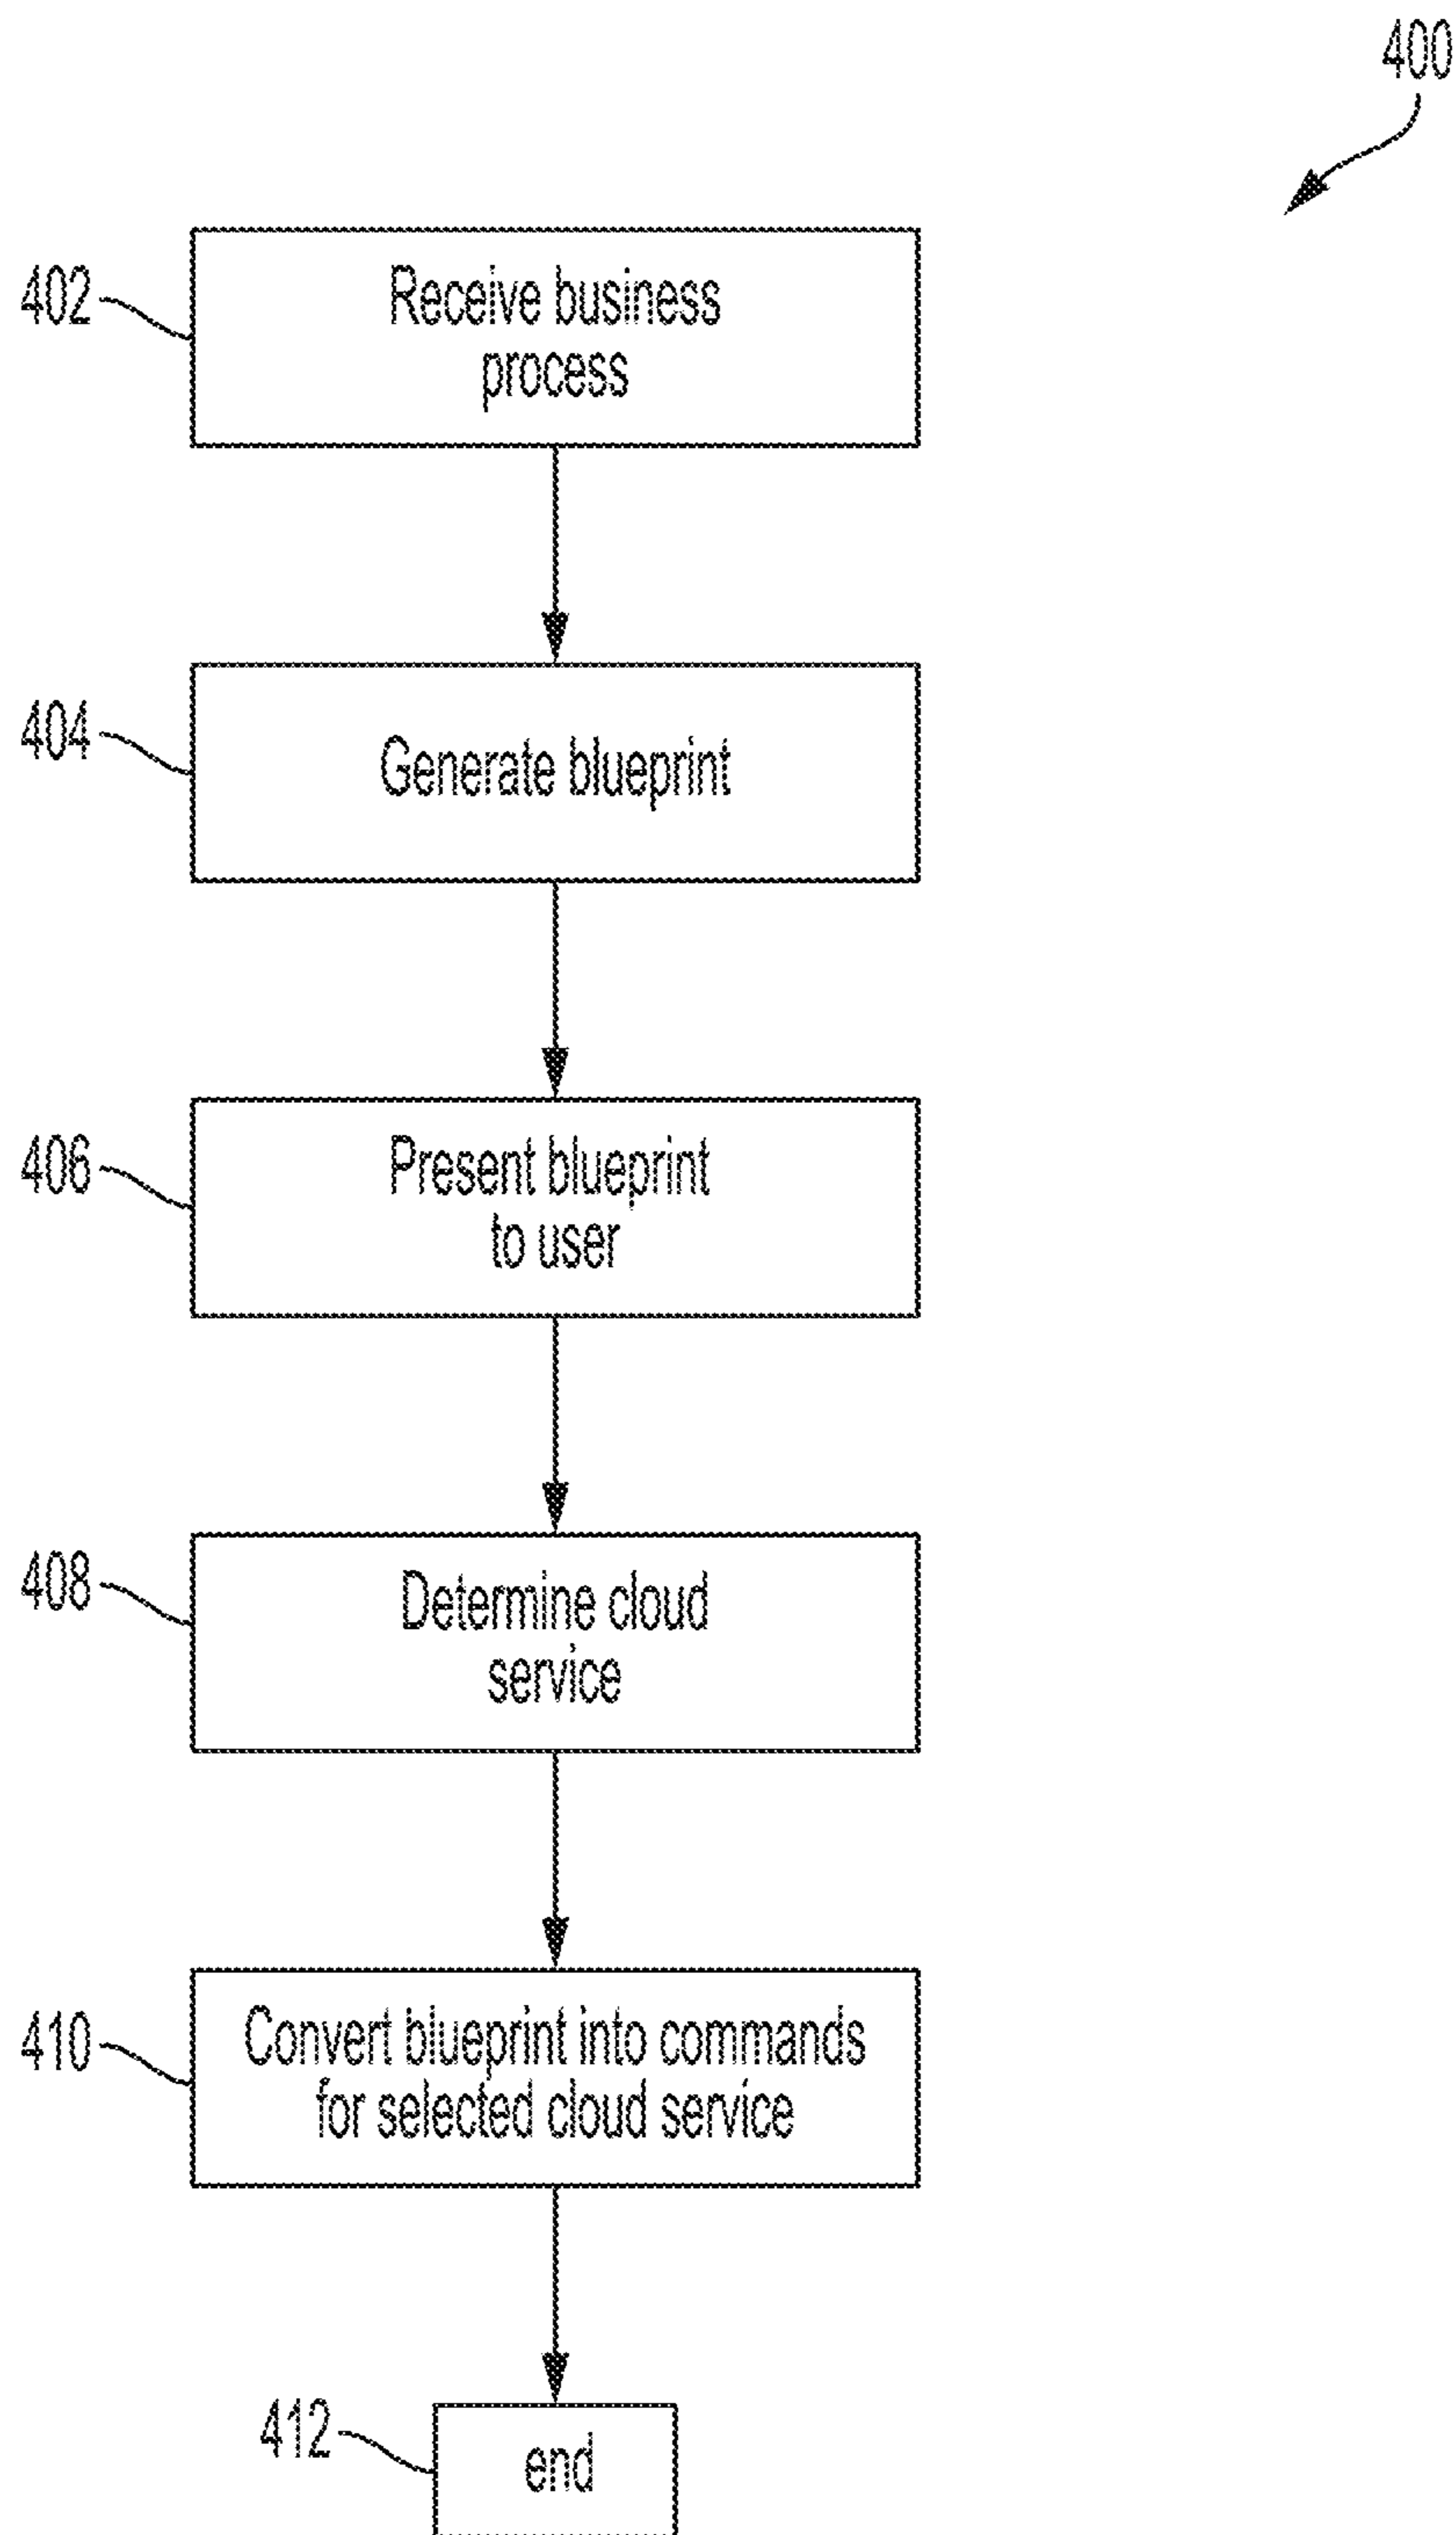 400
402
Receive business
process
404
Generate blueprint
406
Present blueprint
to user
408
Determine cloud
service
410
Convert blueprint into commands
for selected cloud service
412
end